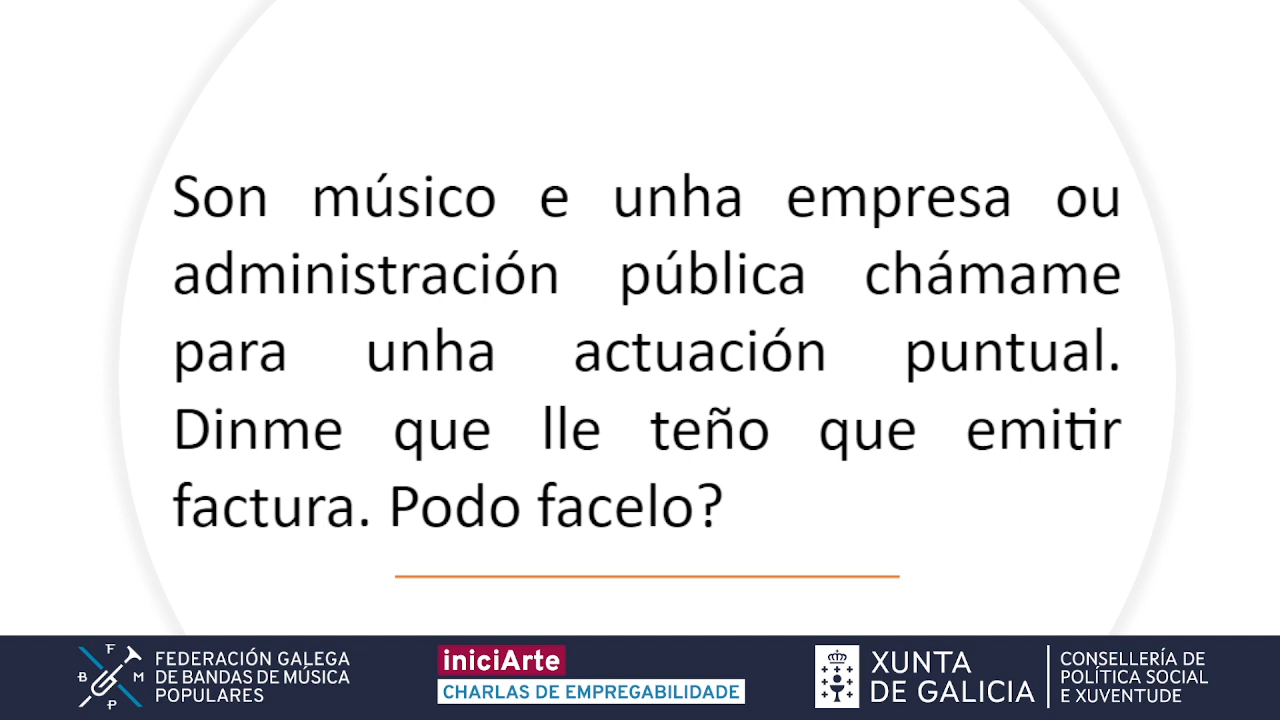 Son músico e unha empresa ou
administración pública chámame
para unha actuación puntual.
Dinme que lle teño que emitir
factura. Podo facelo?
F
B M
P
FEDERACIÓN GALEGA
DE BANDAS DE MÚSICA
POPULARES
iniciArte
CHARLAS DE EMPREGABILIDADE
XUNTA
DE GALICIA
CONSELLERÍA DE
POLÍTICA SOCIAL
E XUVENTUDE